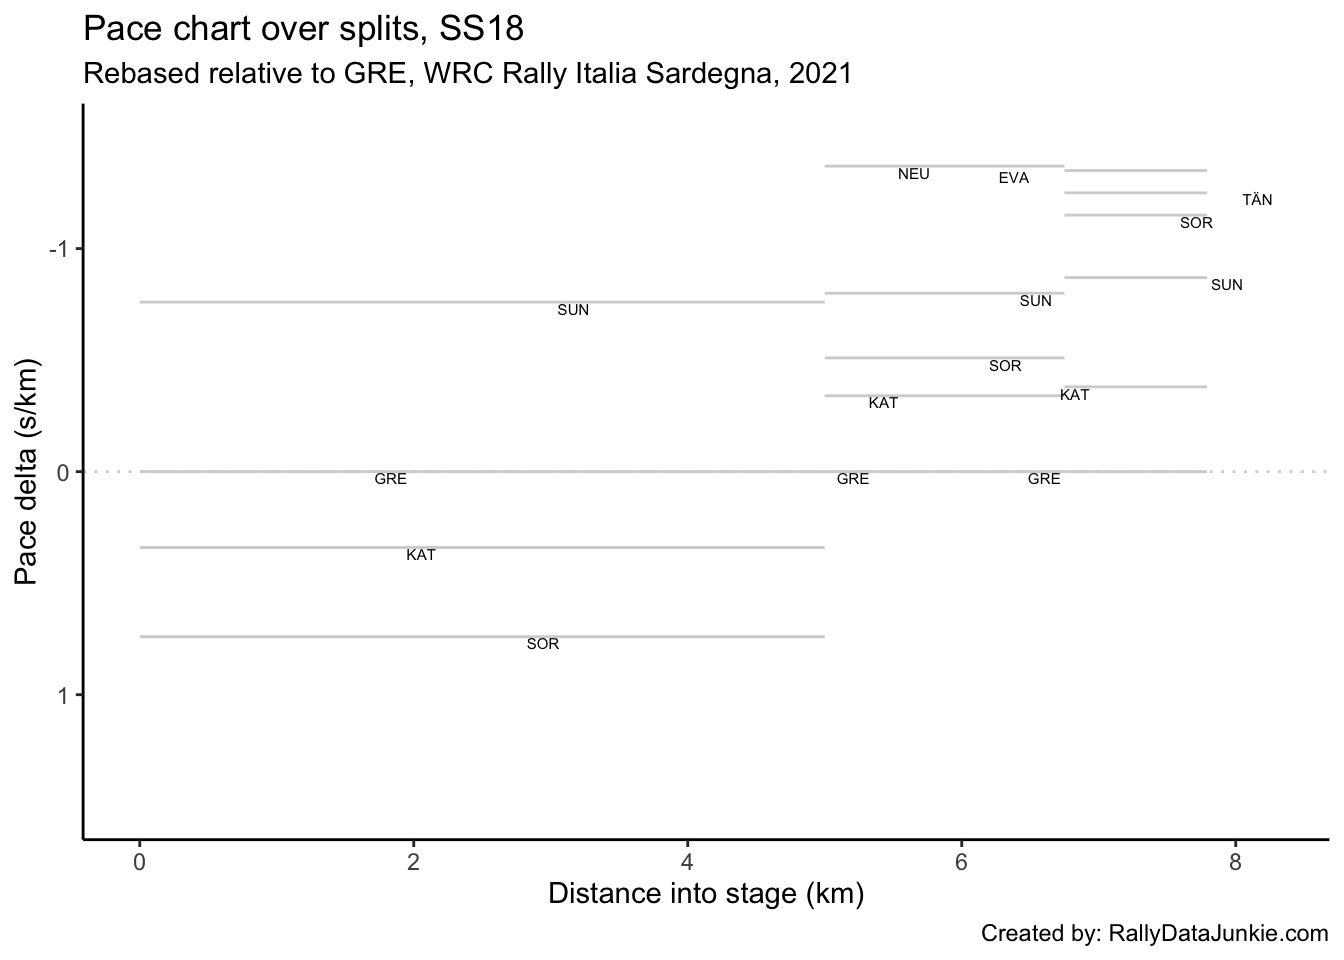 Pace chart over splits, SS18
Rebased relative to GRE, WRC Rally Italia Sardegna, 2021
NEU
EVA
TÄN
SOR
-1
SUN
SUN
SUN
SOR
KAT
KAT
0
GRE
GRE
GRE
KAT
SOR
1
Pace delta (s/km)
0 2 4 6 8
Distance into stage (km)
Created by: RallyDataJunkie.com